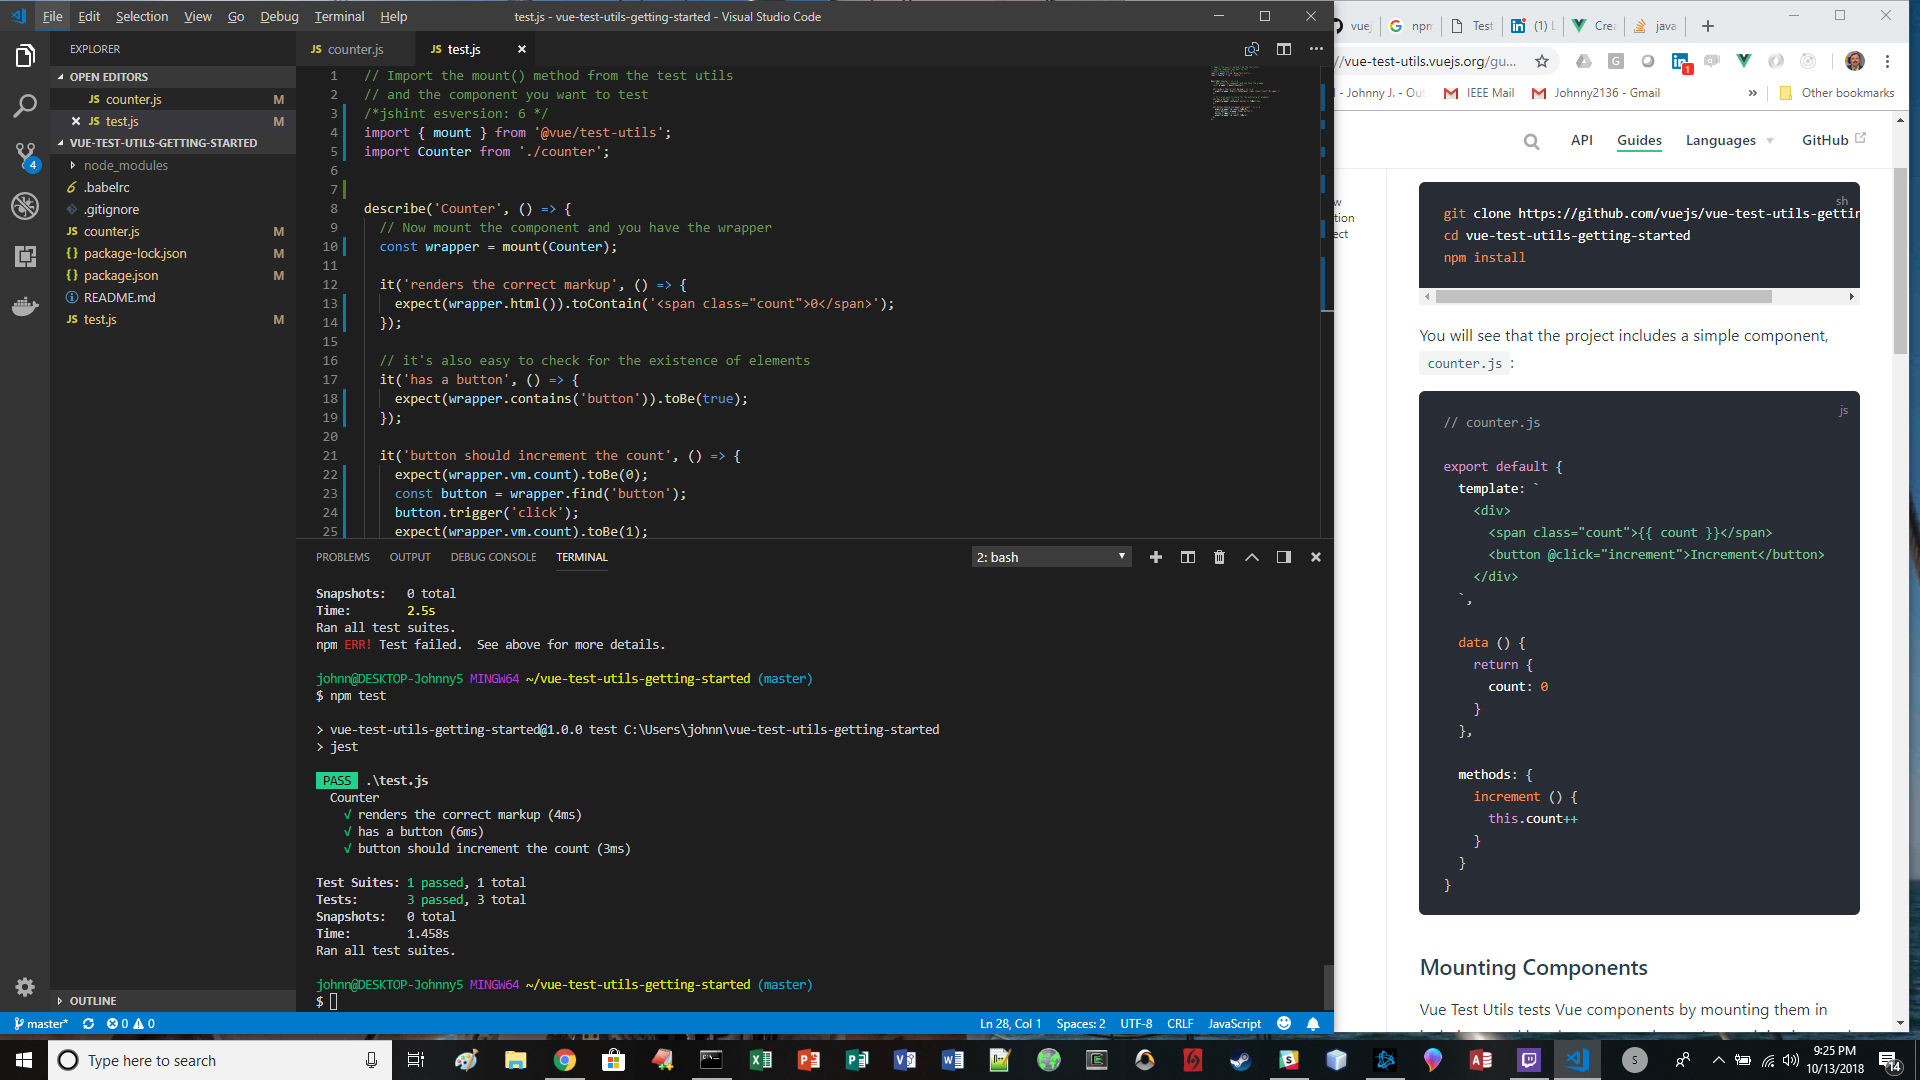 File Edit Selection View Go Debug Terminal Help
test.js - vue-test-utils-getting-started - Visual Studio Code
EXPLORER
OPEN EDITORS
JS counter.js M
JS test.js M
VUE-TEST-UTILS-GETTING-STARTED
node_modules
.babelrc
.gitignore
JS counter.js M
{} package-lock.json M
{} package.json M
README.md
JS test.js M
OUTLINE
4
JS counter.js
JS test.js
1 // Import the mount() method from the test utils
2 // and the component you want to test
3 /*jshint esversion: 6 */
4 import { mount } from '@vue/test-utils';
5 import Counter from './counter';
6
7
8 describe('Counter', () => {
9 // Now mount the component and you have the wrapper
10 const wrapper = mount(Counter);
11
12 it('renders the correct markup', () => {
13 expect(wrapper.html()).toContain('<span class="count">0</span>');
14 });
15
16 // it's also easy to check for the existence of elements
17 it('has a button', () => {
18 expect(wrapper.contains('button')).toBe(true);
19 });
20
21 it('button should increment the count', () => {
22 expect(wrapper.vm.count).toBe(0);
23 const button = wrapper.find('button');
24 button.trigger('click');
25 expect(wrapper.vm.count).toBe(1);
PROBLEMS OUTPUT DEBUG CONSOLE TERMINAL
2: bash
Snapshots: 0 total
Time: 2.5s
Ran all test suites.
npm ERR! Test failed. See above for more details.
johnn@DESKTOP-Johnny5 MINGW64 ~/vue-test-utils-getting-started (master)
$ npm test
> vue-test-utils-getting-started@1.0.0 test C:\Users\johnn\vue-test-utils-getting-started
> jest
PASS .\test.js
Counter
√ renders the correct markup (4ms)
√ has a button (6ms)
√ button should increment the count (3ms)
Test Suites: 1 passed, 1 total
Tests: 3 passed, 3 total
Snapshots: 0 total
Time: 1.458s
Ran all test suites.
johnn@DESKTOP-Johnny5 MINGW64 ~/vue-test-utils-getting-started (master)
$
master* 0 0
Ln 28, Col 1 Spaces: 2 UTF-8 CRLF JavaScript
vue npm Test (1) Cre java
//vue-test-utils.vuejs.org/gu...
1
- Johnny J. - Out IEEE Mail Johnny2136 - Gmail » Other bookmarks
API Guides Languages GitHub
sh
git clone https://github.com/vuejs/vue-test-utils-gettin
cd vue-test-utils-getting-started
npm install
You will see that the project includes a simple component,
counter.js :
js
// counter.js
export default {
template: `
<div>
<span class="count">{{ count }}</span>
<button @click="increment">Increment</button>
</div>
`,
data () {
return {
count: 0
}
},
methods: {
increment () {
this.count++
}
}
}
Mounting Components
Vue Test Utils tests Vue components by mounting them in
Type here to search
9:25 PM
10/13/2018
14